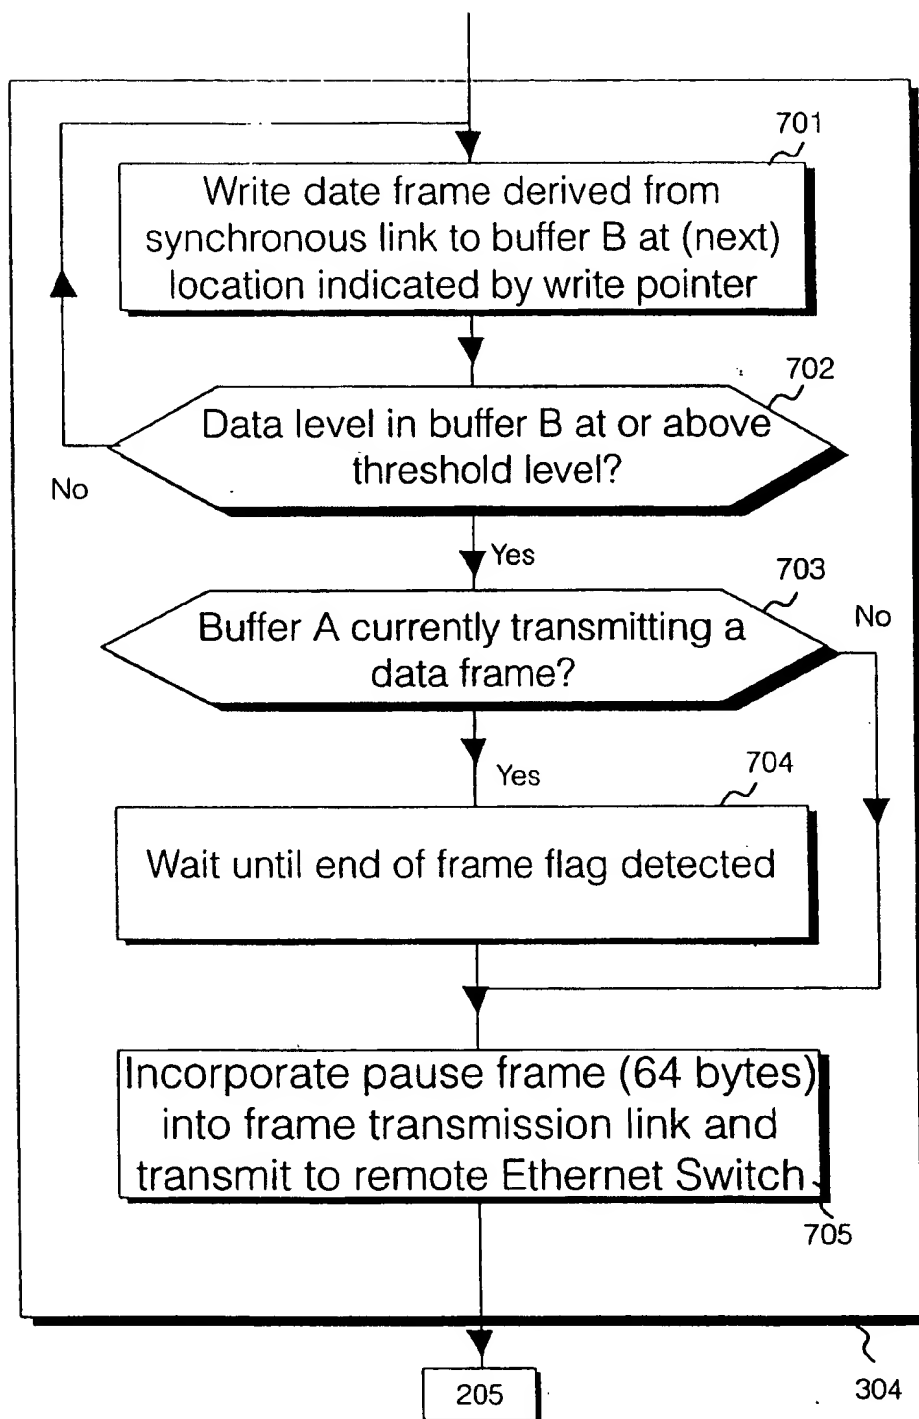 701
Write date frame derived from
synchronous link to buffer B at (next)
location indicated by write pointer
702
Data level in buffer B at or above
threshold level?
No
Yes
703
Buffer A currently transmitting a
data frame?
No
Yes
704
Wait until end of frame flag detected
Incorporate pause frame (64 bytes)
into frame transmission link and
transmit to remote Ethernet Switch
705
304
205